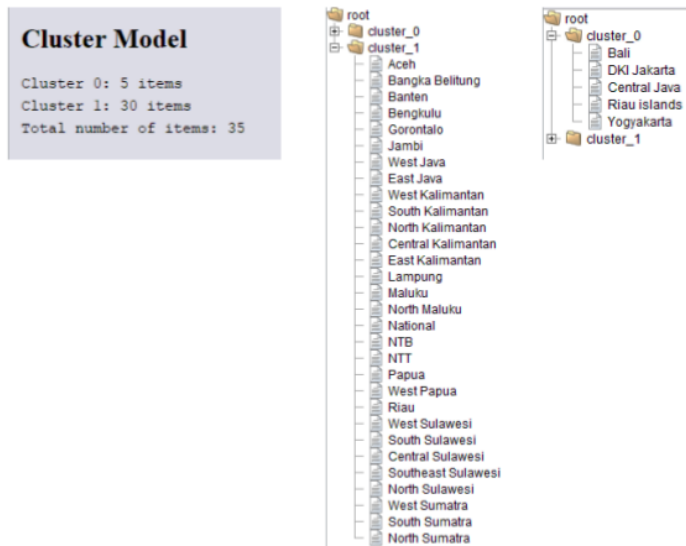 Cluster Model
Cluster 0: 5 items
Cluster 1: 30 items
Total number of items: 35
root
cluster_0
cluster_1
Aceh
Bangka Belitung
Banten
Bengkulu
Gorontalo
Jambi
West Java
East Java
West Kalimantan
South Kalimantan
North Kalimantan
Central Kalimantan
East Kalimantan
Lampung
Maluku
North Maluku
National
NTB
NTT
Papua
West Papua
Riau
West Sulawesi
South Sulawesi
Central Sulawesi
Southeast Sulawesi
North Sulawesi
West Sumatra
South Sumatra
North Sumatra
root
cluster_0
Bali
DKI Jakarta
Central Java
Riau islands
Yogyakarta
cluster_1